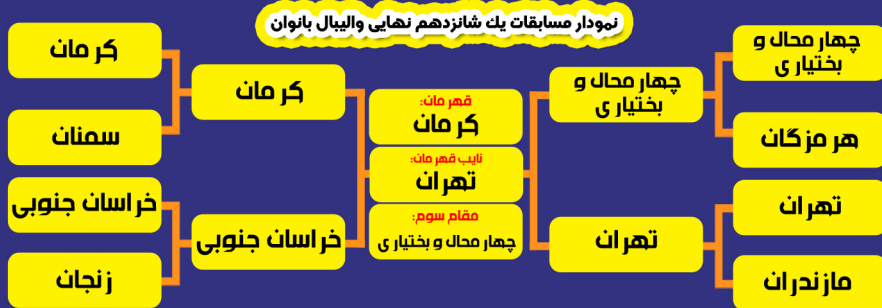 نمودار مسابقات یک شانزدهم نهایی والیبال بانوان
چهار محال و
بختیاری
هرمزگان
تهران
مازندران
چهار محال و
بختیاری
تهران
قهرمان:
کرمان
نایب قهرمان:
تهران
مقام سوم:
چهار محال و بختیاری
کرمان
خراسان جنوبی
کرمان
سمنان
خراسان جنوبی
زنجان